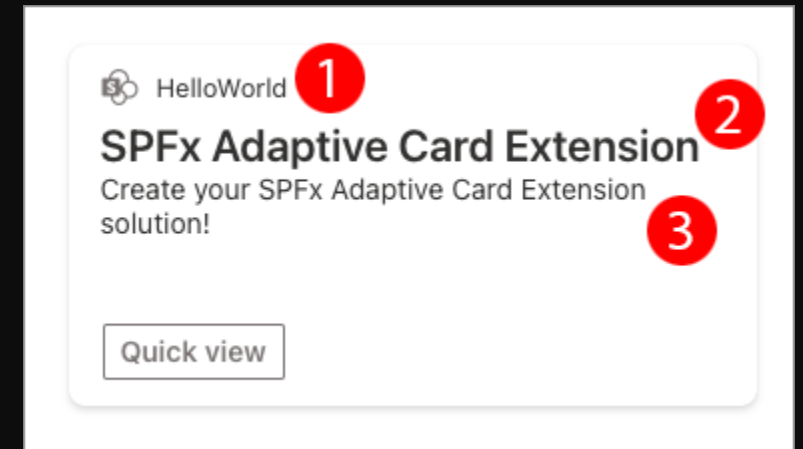 HelloWorld 1
2
SPFx Adaptive Card Extension
Create your SPFx Adaptive Card Extension
solution! 3
Quick view